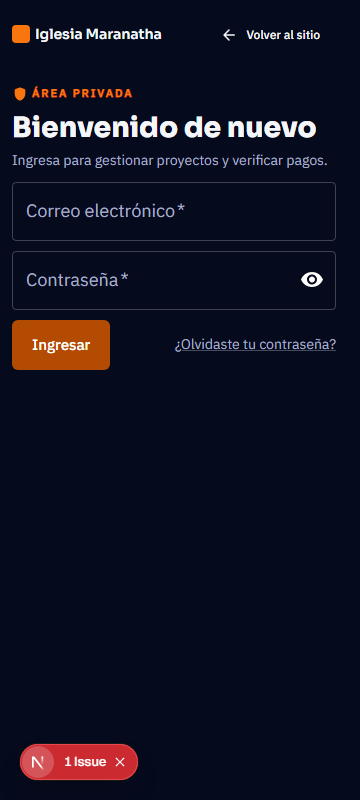 Iglesia Maranatha
Volver al sitio
ÁREA PRIVADA
Bienvenido de nuevo
Ingresa para gestionar proyectos y verificar pagos.
Correo electrónico*
Contraseña*
Ingresar
¿Olvidaste tu contraseña?
N
1 Issue